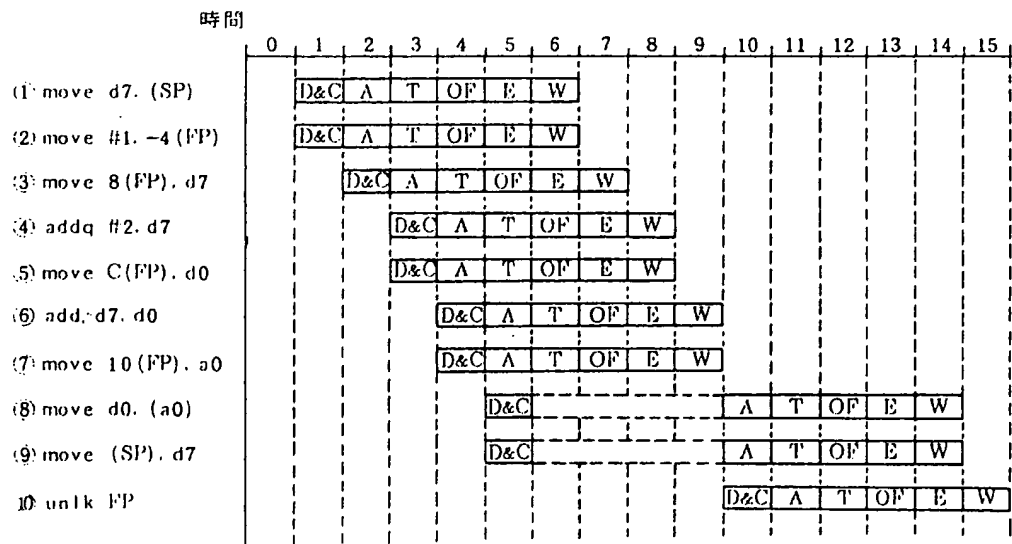 時間
0 1 2 3 4 5 6 7 8 9 10 11 12 13 14 15
(1) move d7. (SP) D&C A T OF E W
(2) move #1. -4(FP) D&C A T OF E W
(3) move 8(FP). d7 D&C A T OF E W
(4) addq #2. d7 D&C A T OF E W
(5) move C(FP). d0 D&C A T OF E W
(6) add. d7. d0 D&C A T OF E W
(7) move 10(FP). a0 D&C A T OF E W
(8) move d0. (a0) D&C A T OF E W
(9) move (SP). d7 D&C A T OF E W
10 unlk FP D&C A T OF E W